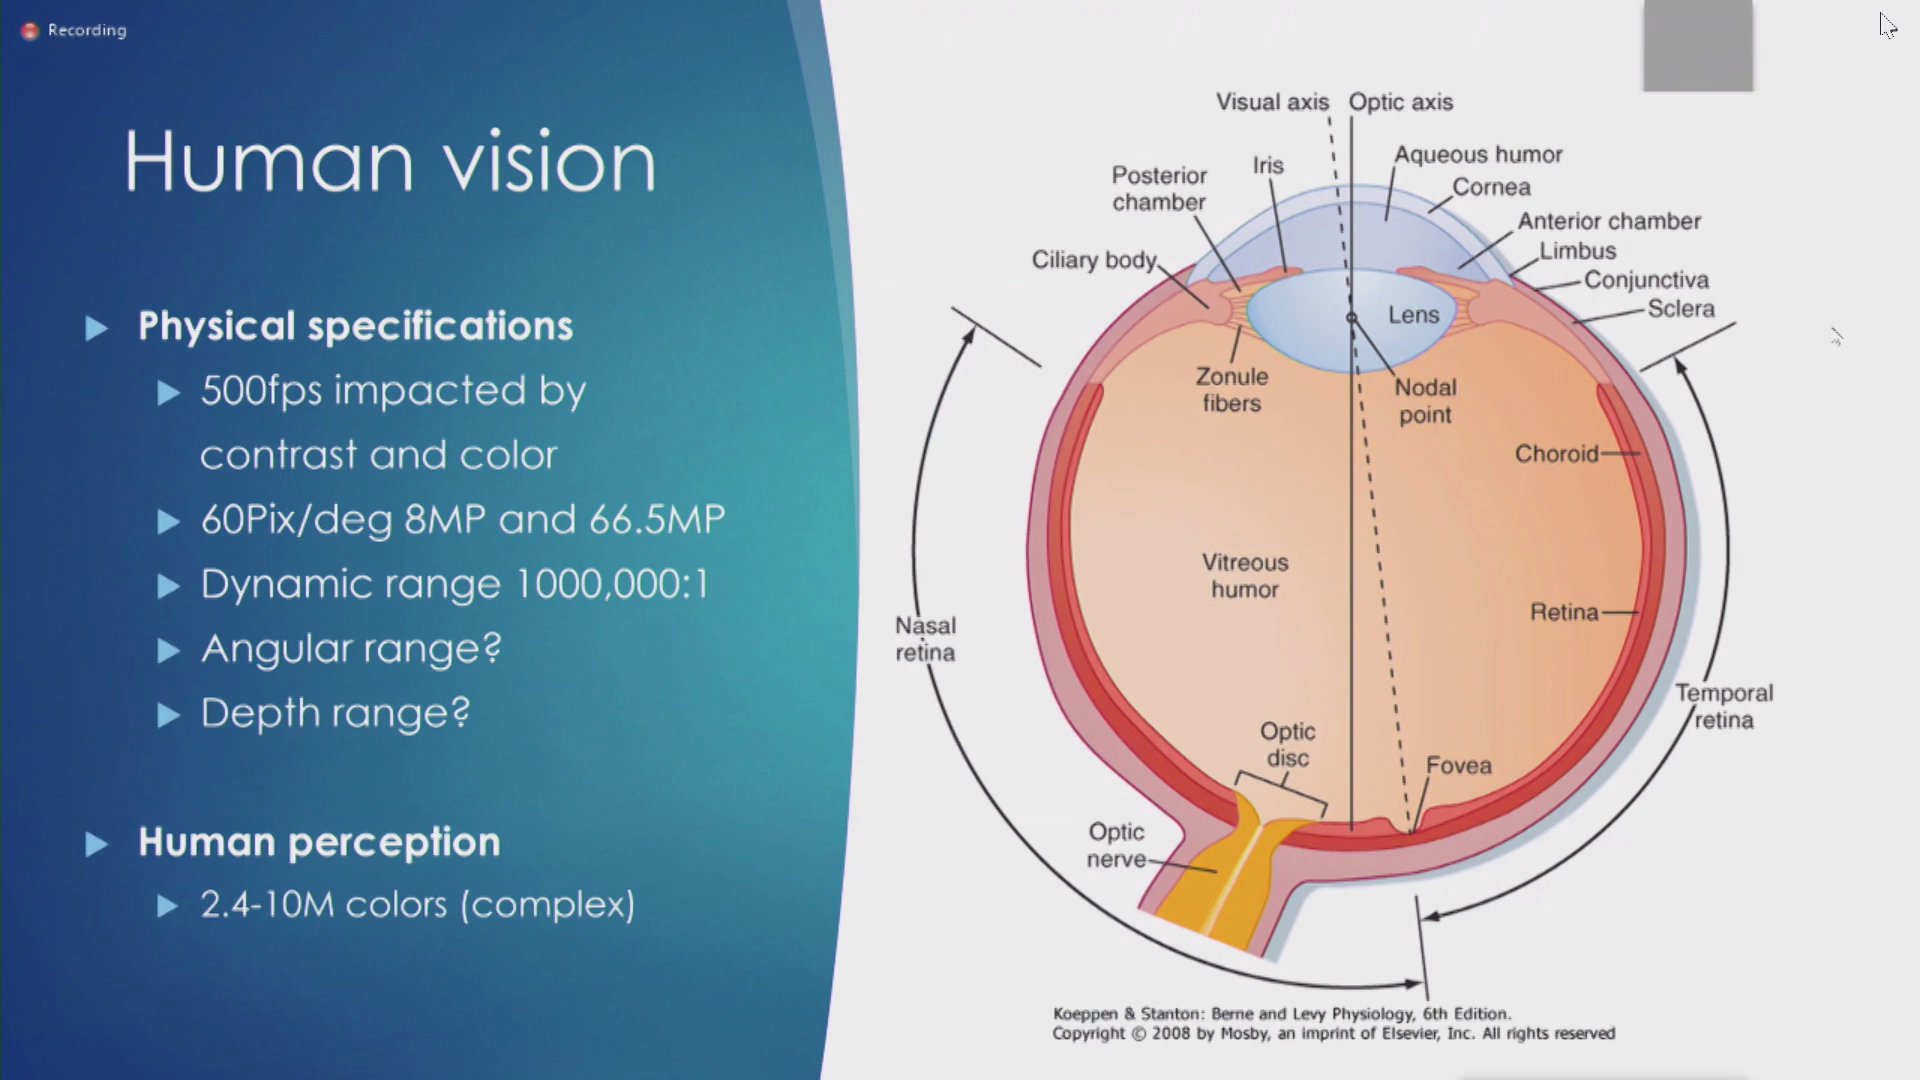 Recording
Human vision
Physical specifications
500fps impacted by
contrast and color
60Pix/deg 8MP and 66.5MP
Dynamic range 1000,000:1
Angular range?
Depth range?
Human perception
2.4-10M colors (complex)
Visual axis
Optic axis
Aqueous humor
Cornea
Anterior chamber
Limbus
Conjunctiva
Sclera
Iris
Posterior
chamber
Ciliary body
Lens
Zonule
fibers
Nodal
point
Choroid
Vitreous
humor
Retina
Nasal
retina
Temporal
retina
Optic
disc
Fovea
Optic
nerve
Koeppen & Stanton: Berne and Levy Physiology, 6th Edition.
Copyright © 2008 by Mosby, an imprint of Elsevier, Inc. All rights reserved